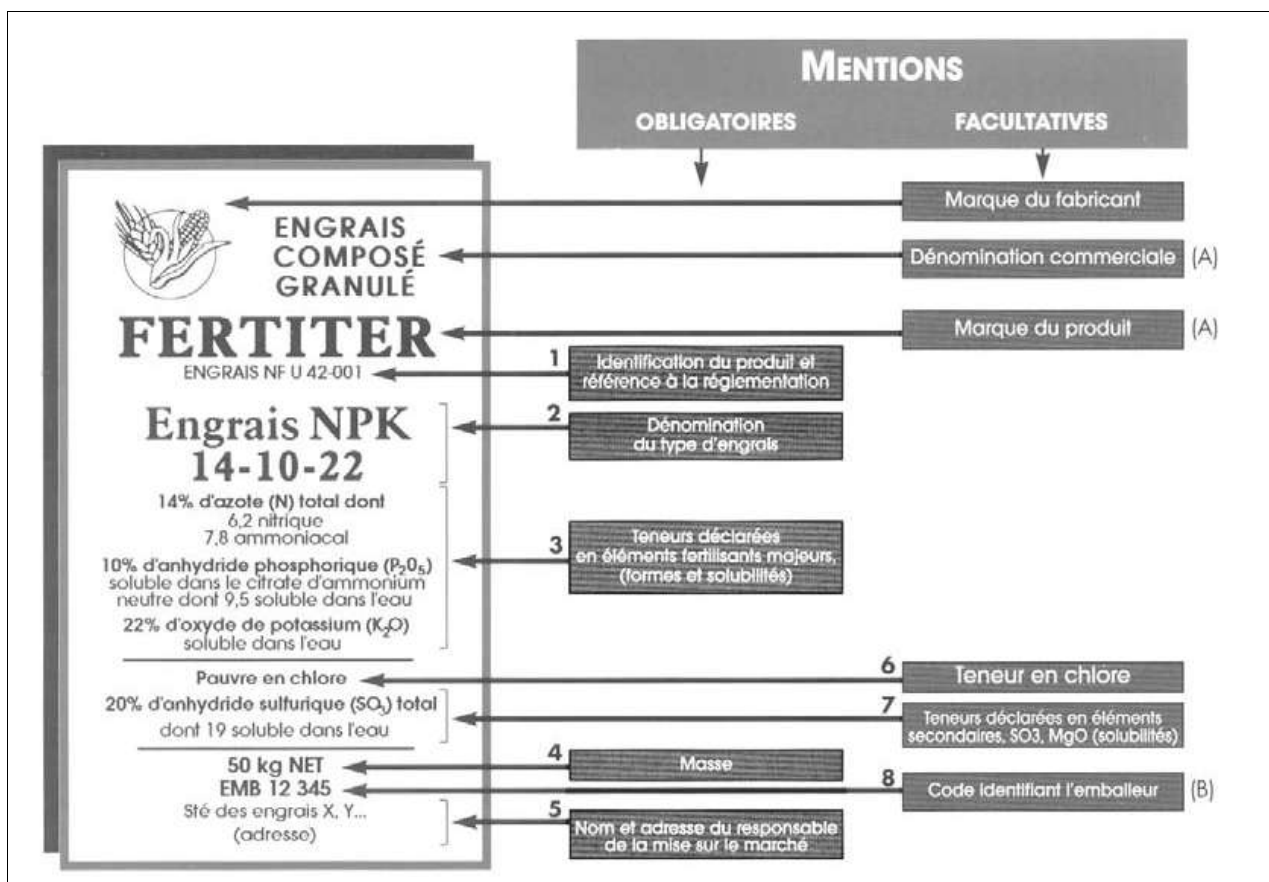 MENTIONS
OBLIGATOIRES
FACULTATIVES
Marque du fabricant
ENGRAIS
COMPOSÉ
GRANULÉ
Dénomination commerciale (A)
FERTITER
Marque du produit (A)
ENGRAIS NF U 42-001
1
Identification du produit et
référence à la réglementation
Engrais NPK
14-10-22
2
Dénomination
du type d'engrais
14% d'azote (N) total dont
6,2 nitrique
7,8 ammoniacal
10% d'anhydride phosphorique (P₂0₅)
soluble dans le citrate d'ammonium
neutre dont 9,5 soluble dans l'eau
22% d'oxyde de potassium (K₂O)
soluble dans l'eau
3
Teneurs déclarées
en éléments fertilisants majeurs,
(formes et solubilités)
Pauvre en chlore
6
Teneur en chlore
20% d'anhydride sulfurique (SO₃) total
dont 19 soluble dans l'eau
7
Teneurs déclarées en éléments
secondaires, SO3, MgO (solubilités)
50 kg NET
4
Masse
EMB 12 345
8
Code identifiant l'emballeur (B)
Sté des engrais X, Y...
(adresse)
5
Nom et adresse du responsable
de la mise sur le marché